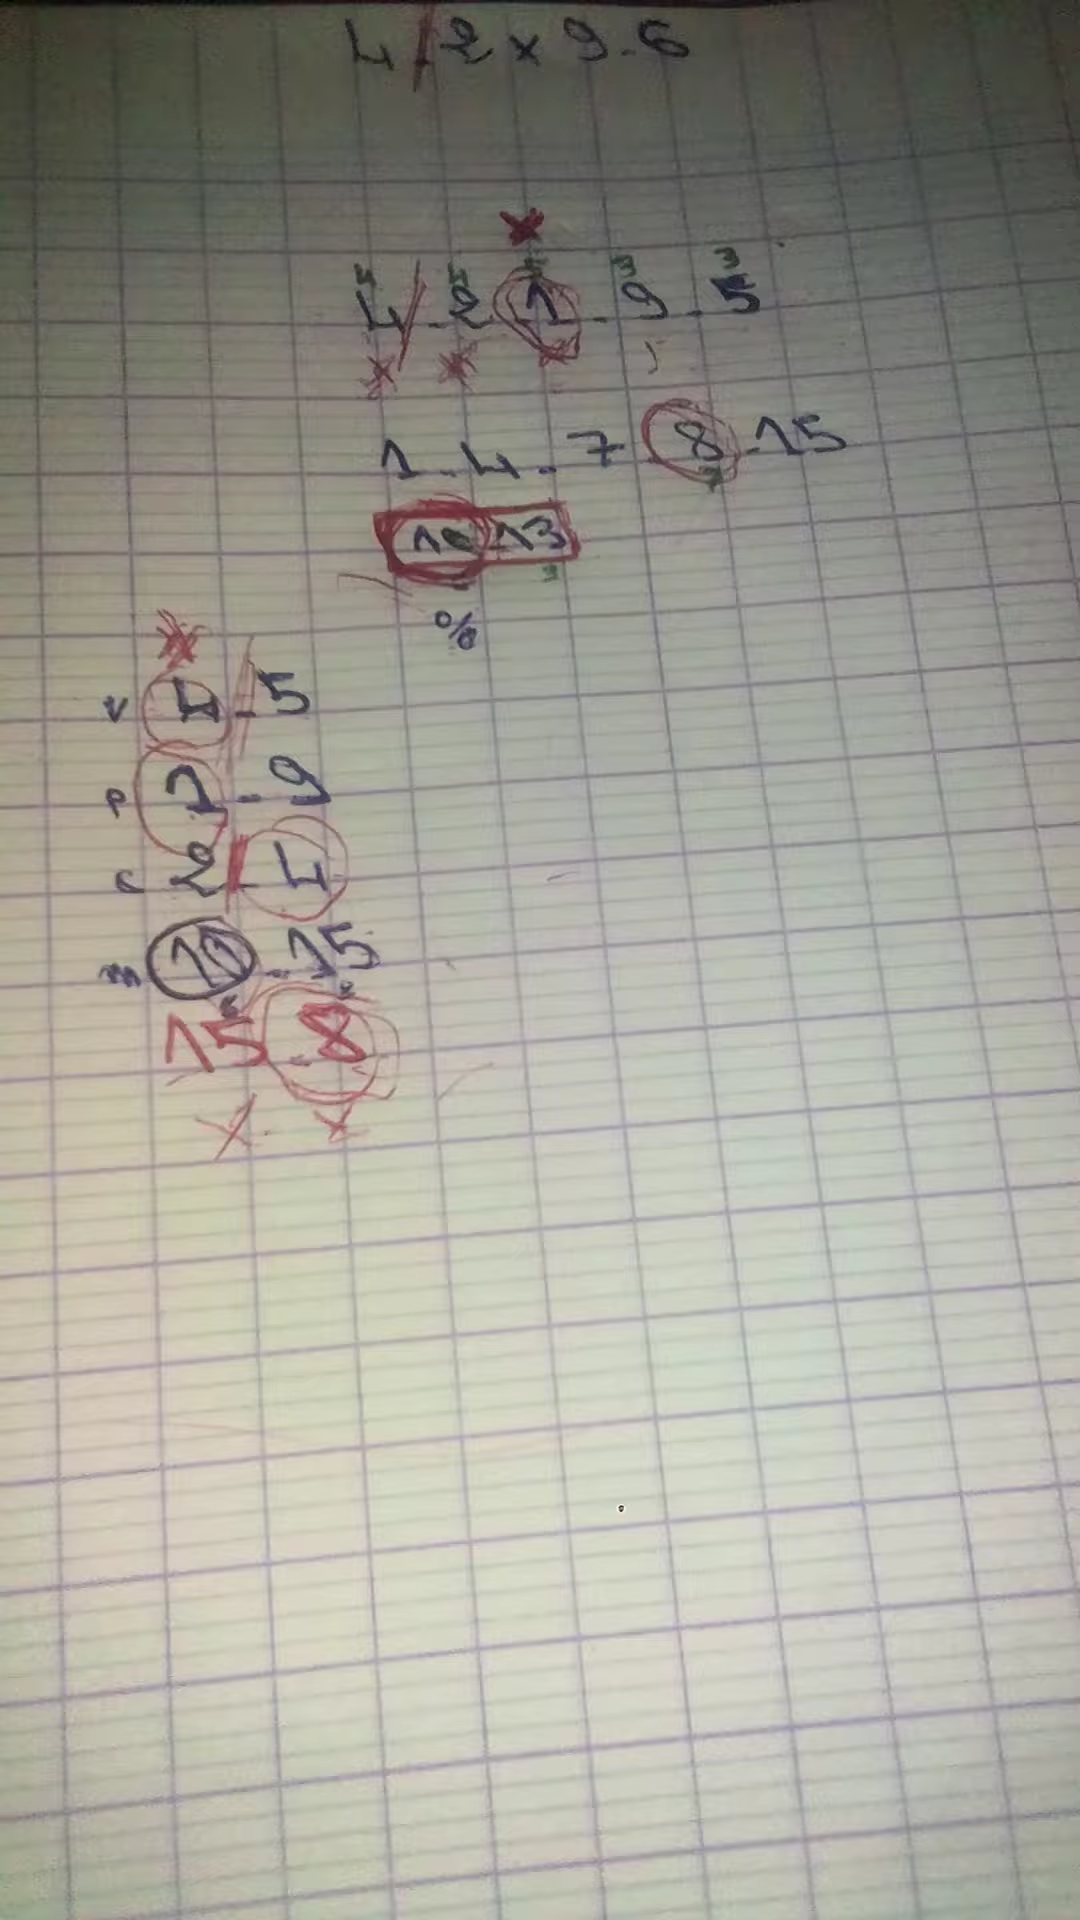 4 / 2 x 9 - 6
4 / - 2 1 - 9 - 5
1 - 4 - 7 8 - 15
10 13
%
V 1 - 5
P 7 - 9
C 2 4
m 10 - 15
15 - 8